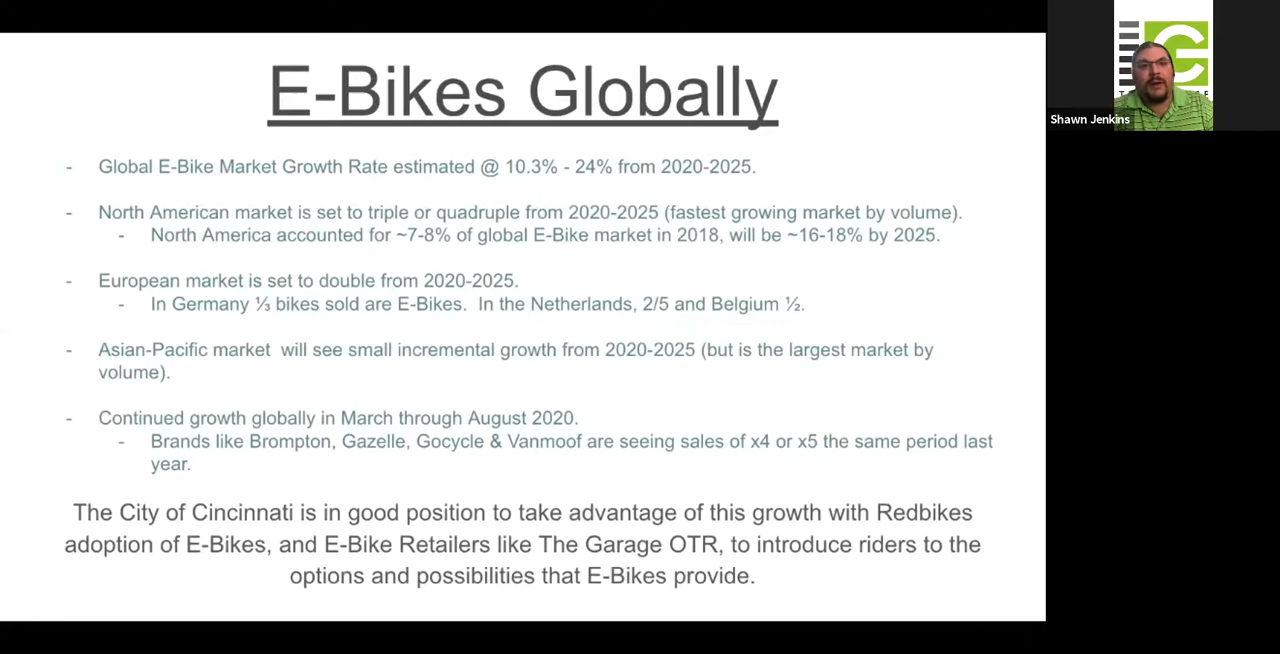 E-Bikes Globally
- Global E-Bike Market Growth Rate estimated @ 10.3% - 24% from 2020-2025.
- North American market is set to triple or quadruple from 2020-2025 (fastest growing market by volume).
- North America accounted for ~7-8% of global E-Bike market in 2018, will be ~16-18% by 2025.
- European market is set to double from 2020-2025.
- In Germany ⅓ bikes sold are E-Bikes. In the Netherlands, 2/5 and Belgium ½.
- Asian-Pacific market will see small incremental growth from 2020-2025 (but is the largest market by
volume).
- Continued growth globally in March through August 2020.
- Brands like Brompton, Gazelle, Gocycle & Vanmoof are seeing sales of x4 or x5 the same period last
year.
The City of Cincinnati is in good position to take advantage of this growth with Redbikes
adoption of E-Bikes, and E-Bike Retailers like The Garage OTR, to introduce riders to the
options and possibilities that E-Bikes provide.
Shawn Jenkins